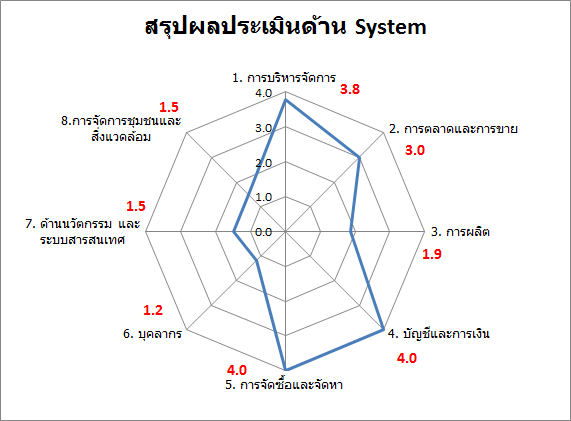 สรุปผลประเมินด้าน System
1. การบริหารจัดการ
3.8
2. การตลาดและการขาย
3.0
3. การผลิต
1.9
4. บัญชีและการเงิน
4.0
5. การจัดซื้อและจัดหา
4.0
6. บุคลากร
1.2
7. ด้านนวัตกรรม และ
ระบบสารสนเทศ
1.5
8.การจัดการชุมชนและ
สิ่งแวดล้อม
1.5
4.0
3.0
2.0
1.0
0.0